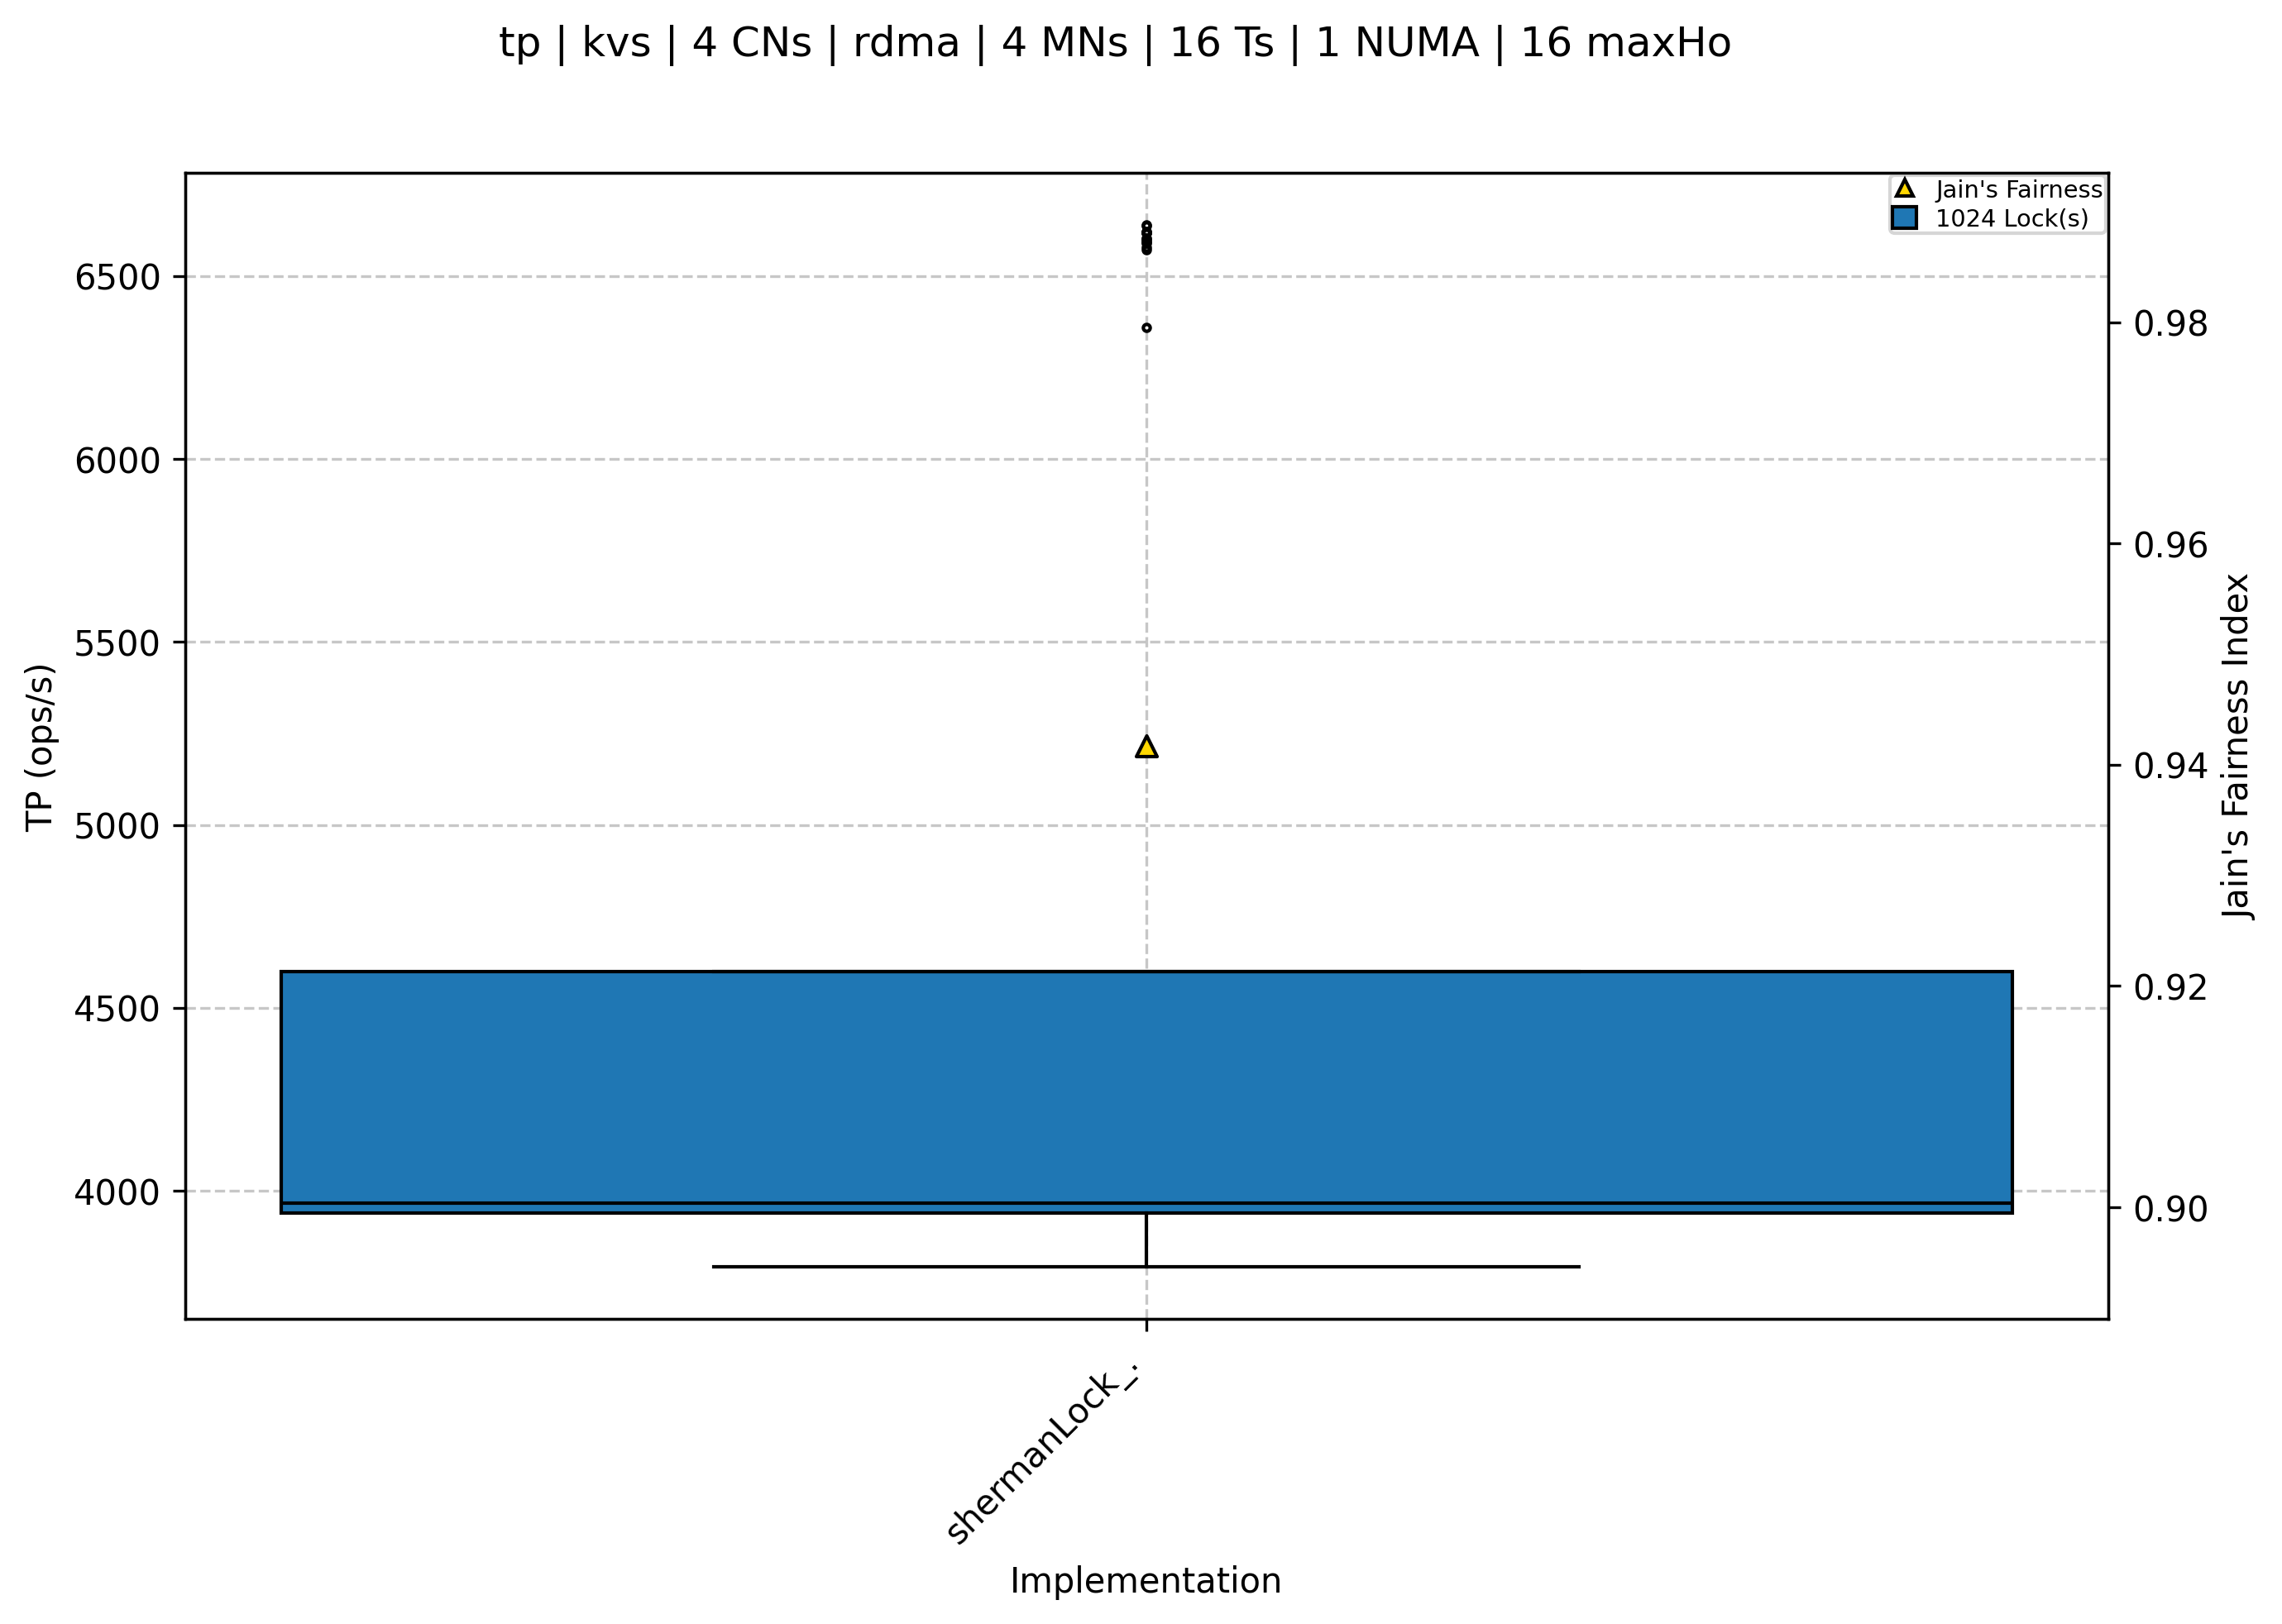 tp | kvs | 4 CNs | rdma | 4 MNs | 16 Ts | 1 NUMA | 16 maxHo
Jain's Fairness
1024 Lock(s)
TP (ops/s)
6500
6000
5500
5000
4500
4000
0.98
0.96
0.94
0.92
0.90
Jain's Fairness Index
shermanLock_.
Implementation